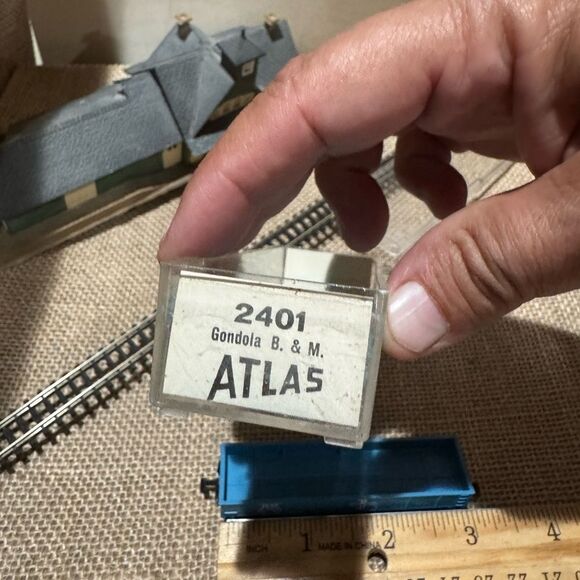 2401
Gondola B. & M.
ATLAS
INCH 1 MADE IN CHINA 2 3 4